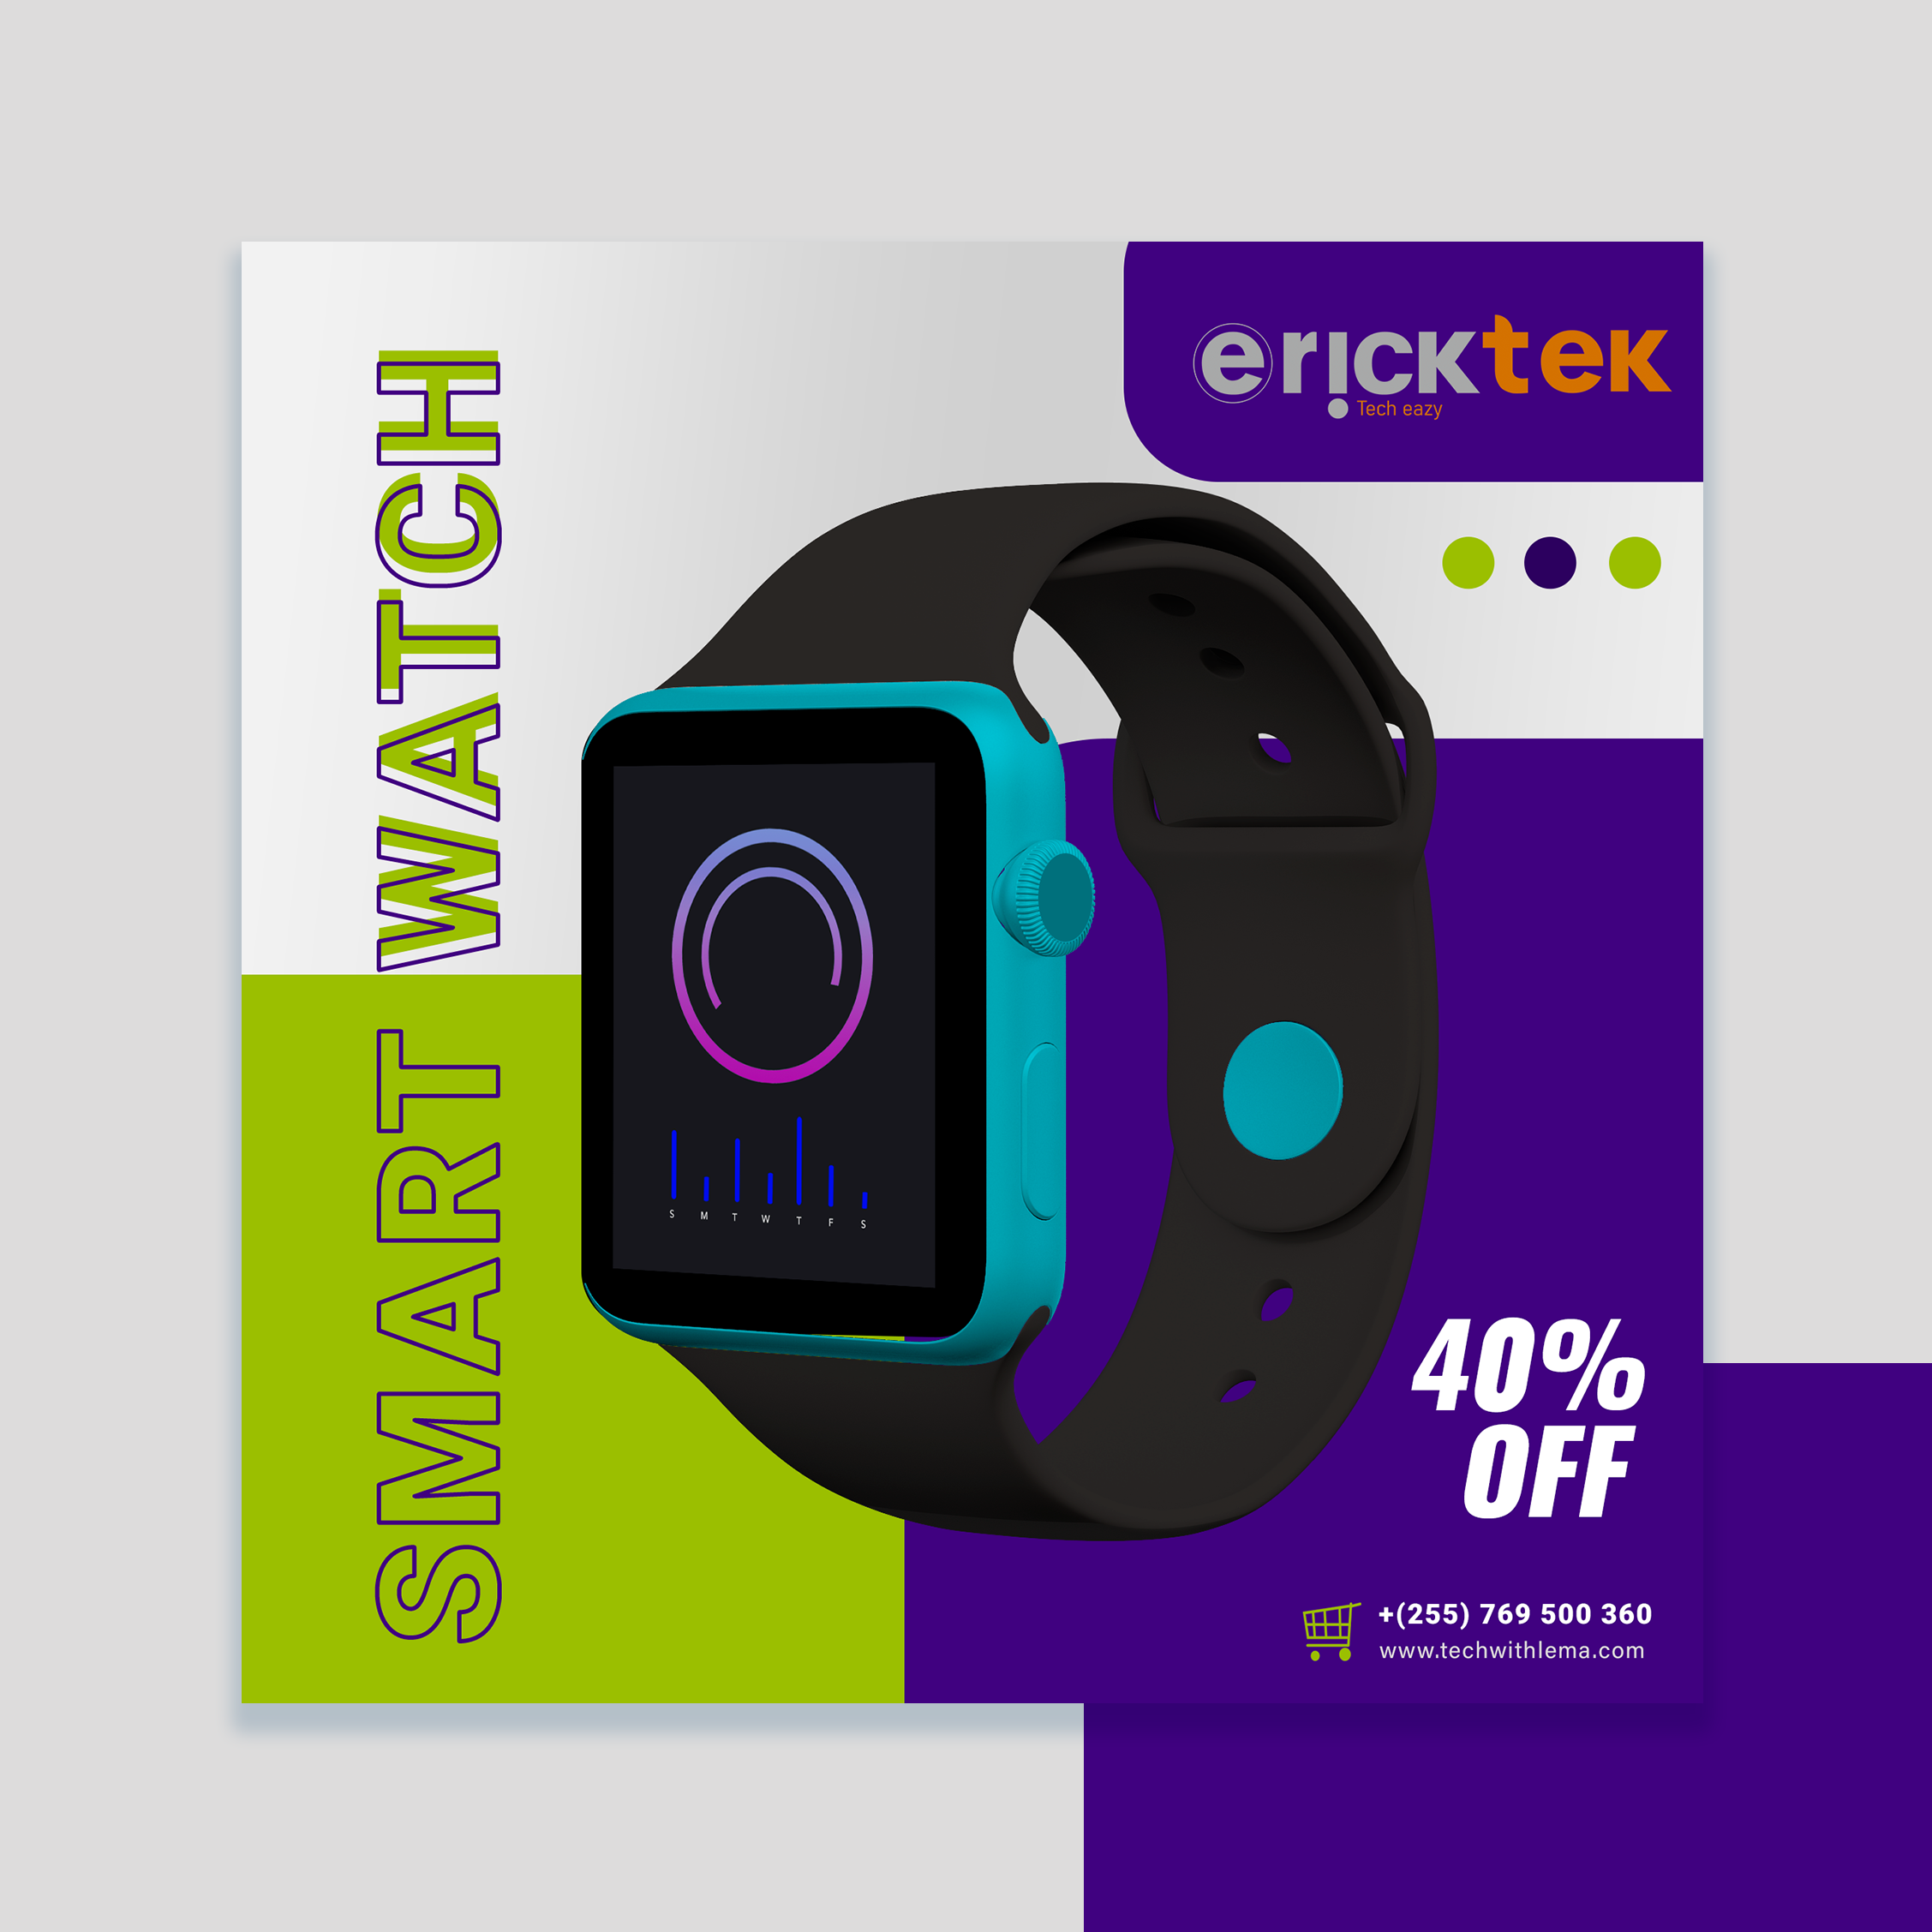 ericktek
Tech eazy
SMART WATCH
S M T W T F S
40%
OFF
+(255) 769 500 360
www.techwithlema.com